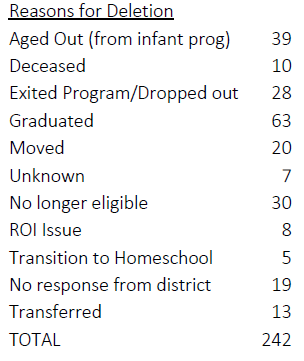 Reasons for Deletion
Aged Out (from infant prog) 39
Deceased 10
Exited Program/Dropped out 28
Graduated 63
Moved 20
Unknown 7
No longer eligible 30
ROI Issue 8
Transition to Homeschool 5
No response from district 19
Transferred 13
TOTAL 242